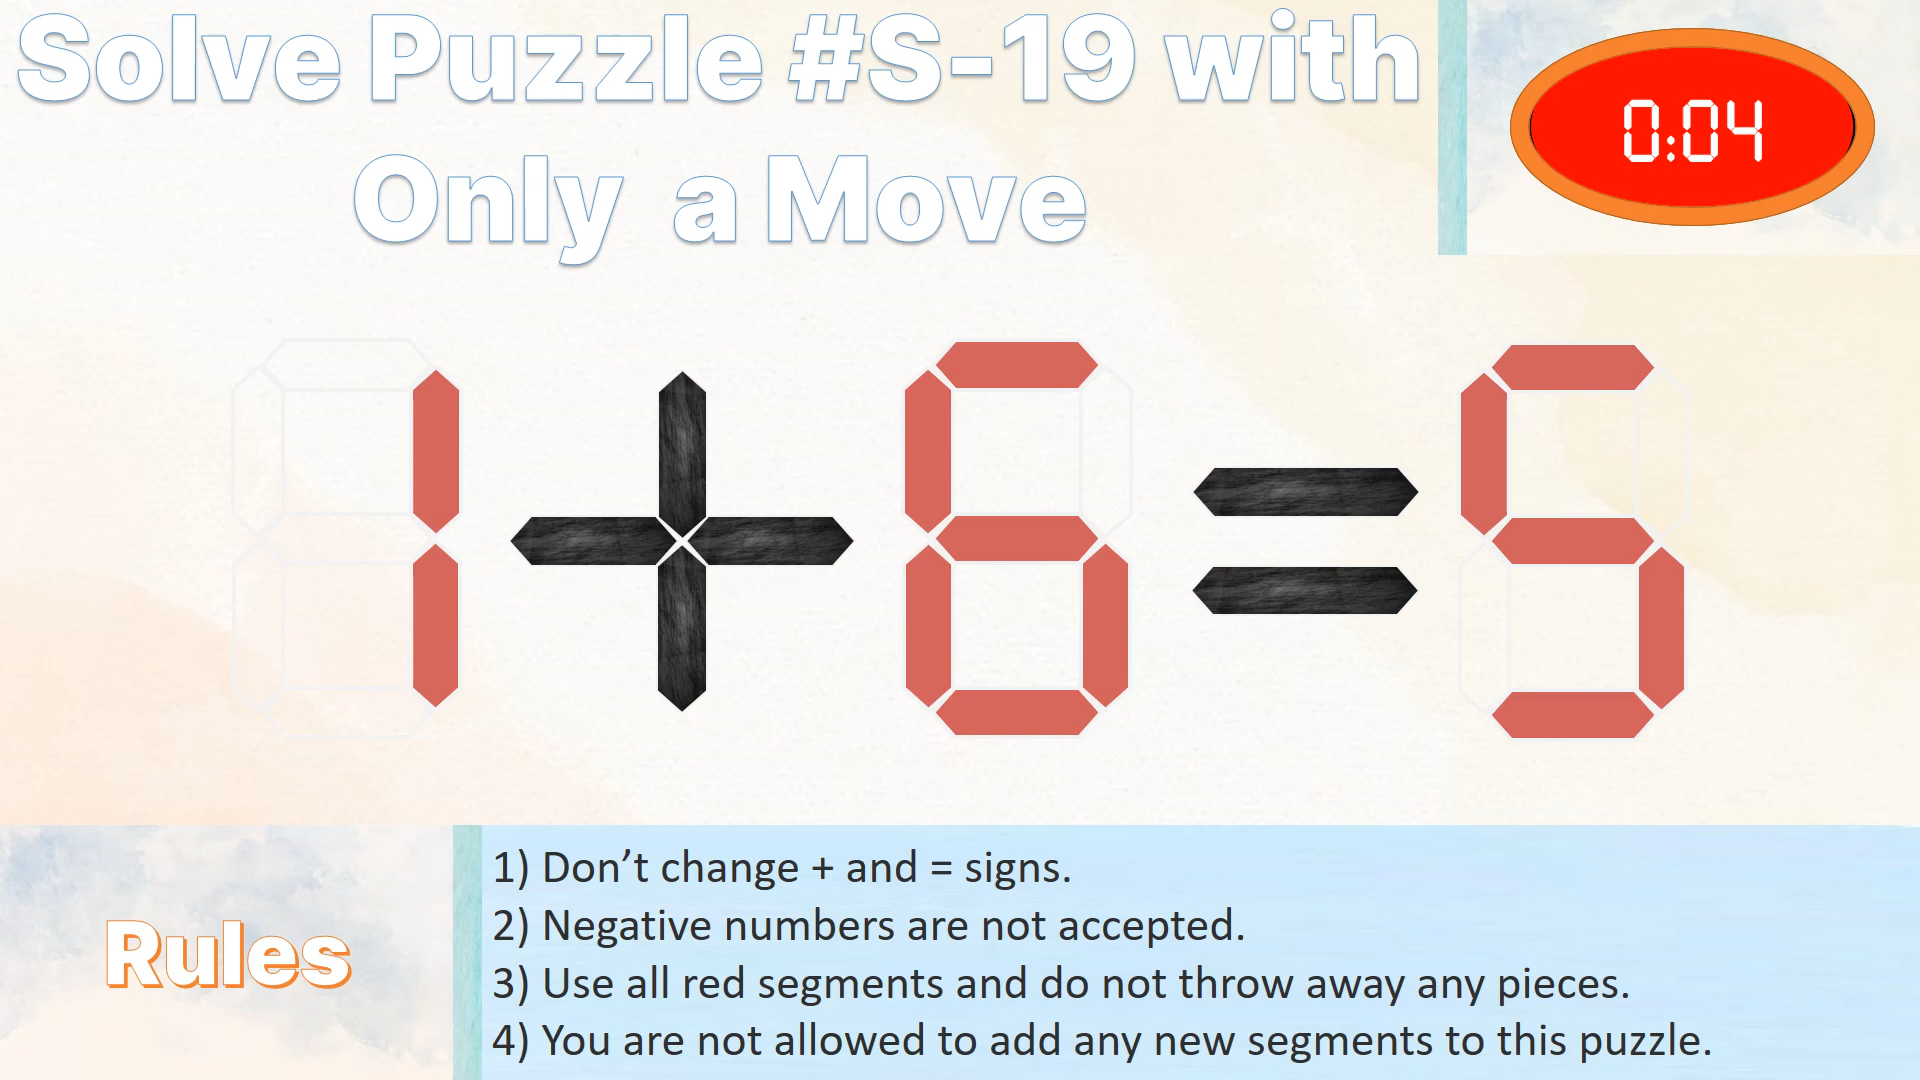 Solve Puzzle #S-19 with
Only a Move
0:04
1+6=5
Rules
1) Don’t change + and = signs.
2) Negative numbers are not accepted.
3) Use all red segments and do not throw away any pieces.
4) You are not allowed to add any new segments to this puzzle.